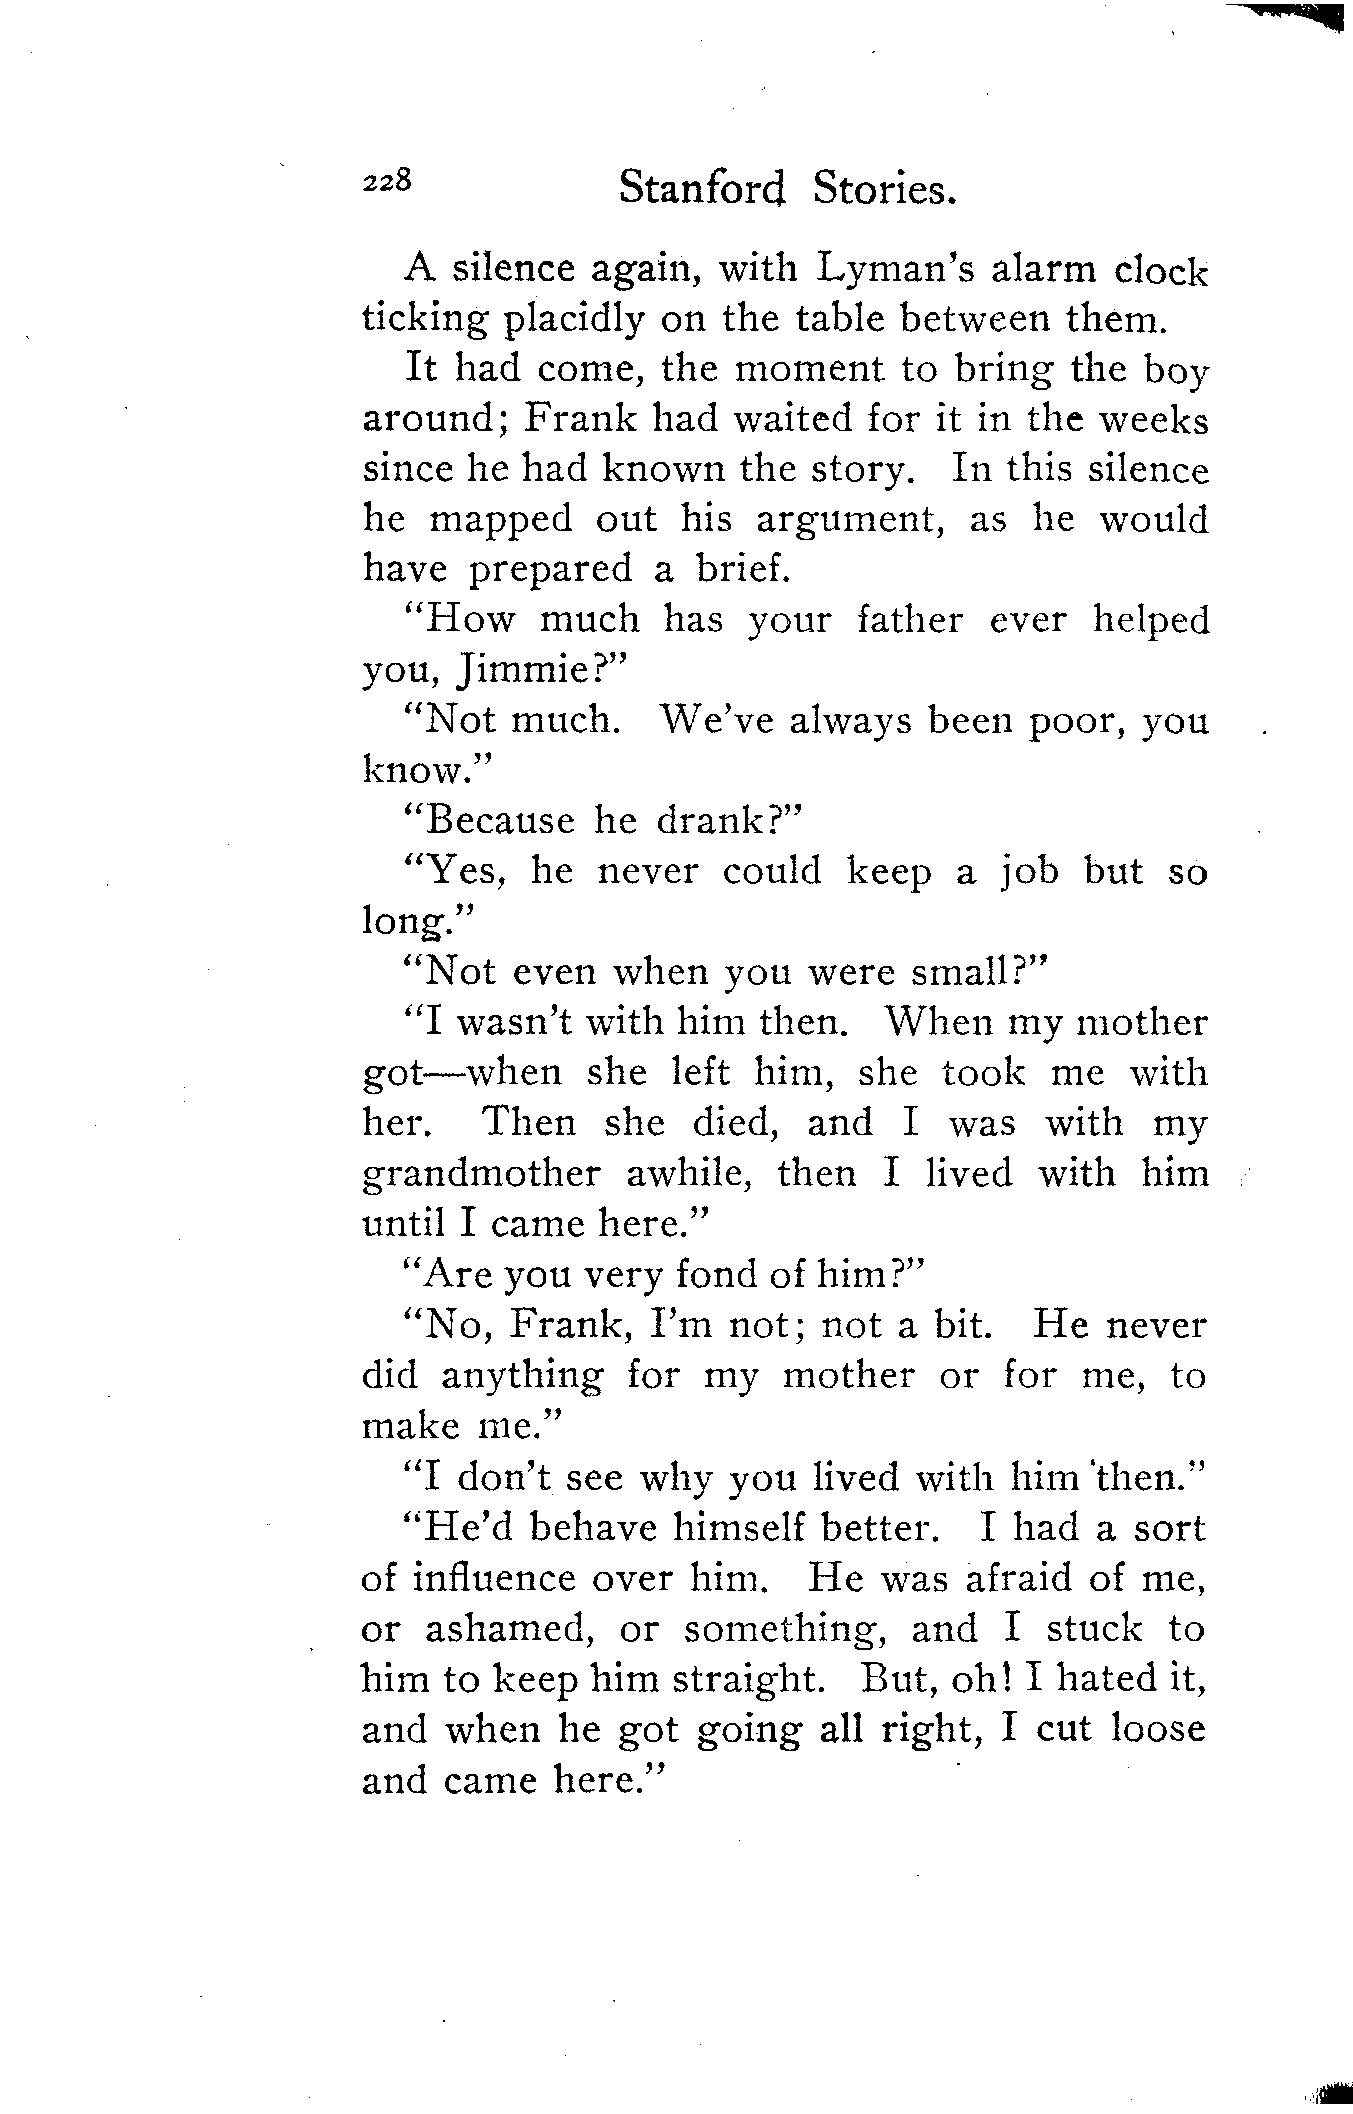 228 Stanford Stories.
A silence again, with Lyman's alarm clock
ticking placidly on the table between them.
It had come, the moment to bring the boy
around; Frank had waited for it in the weeks
since he had known the story. In this silence
he mapped out his argument, as he would
have prepared a brief.
"How much has your father ever helped
you, Jimmie?"
"Not much. We've always been poor, you
know."
"Because he drank?"
"Yes, he never could keep a job but so
long."
"Not even when you were small?"
"I wasn't with him then. When my mother
got—when she left him, she took me with
her. Then she died, and I was with my
grandmother awhile, then I lived with him
until I came here."
"Are you very fond of him?"
"No, Frank, I'm not; not a bit. He never
did anything for my mother or for me, to
make me."
"I don't see why you lived with him then."
"He'd behave himself better. I had a sort
of influence over him. He was afraid of me,
or ashamed, or something, and I stuck to
him to keep him straight. But, oh! I hated it,
and when he got going all right, I cut loose
and came here."